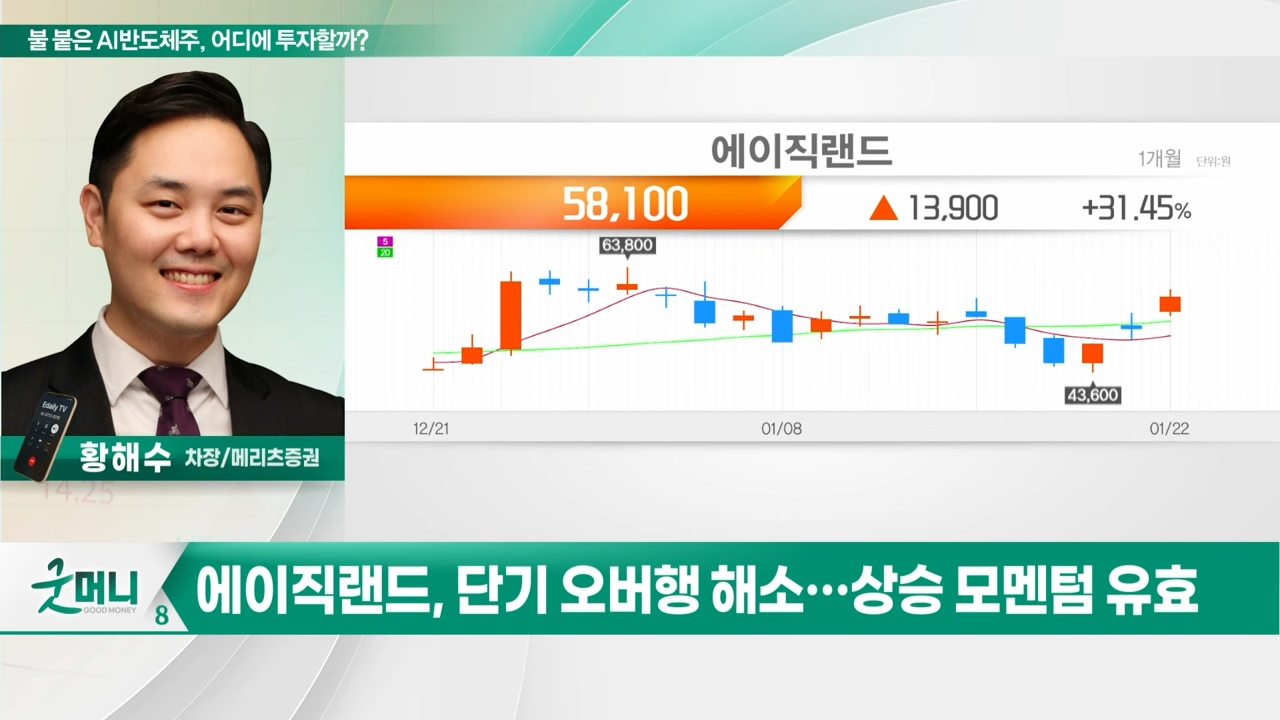 불 붙은 AI반도체주, 어디에 투자할까?
에이직랜드
1개월 단위:원
58,100 ▲ 13,900 +31.45%
5
20
63,800
43,600
12/21 01/08 01/22
Edaily TV
황해수 차장/메리츠증권
14.25
굿머니
GOOD MONEY
8
에이직랜드, 단기 오버행 해소…상승 모멘텀 유효